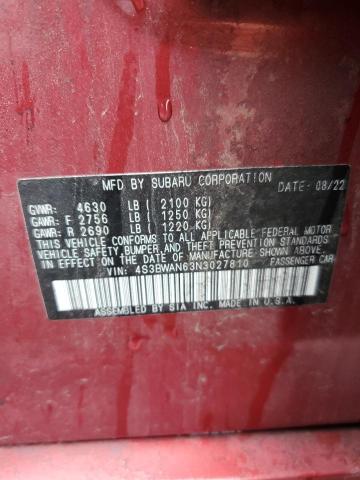 MFD BY SUBARU CORPORATION DATE: 08/22
GVWR: 4630 LB ( 2100 KG)
GAWR: F 2756 LB ( 1250 KG)
GAWR: R 2690 LB ( 1220 KG)
THIS VEHICLE CONFORMS TO ALL APPLICABLE FEDERAL MOTOR
VEHICLE SAFETY BUMPER, AND THEFT PREVENTION STANDARDS
IN EFFECT ON THE DATE OF MANUFACTURE SHOWN ABOVE.
VIN: 4S3BWAN63N3027810 PASSENGER CAR
ASSEMBLED BY SIA INC. MADE IN U.S.A.